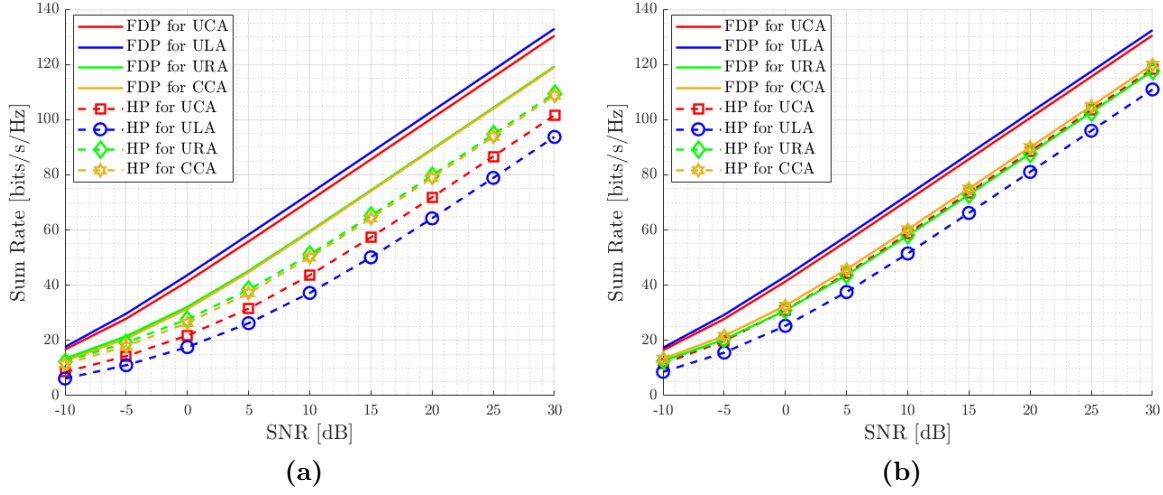 140
120
100
80
60
40
20
0
Sum Rate [bits/s/s/Hz]
FDP for UCA
FDP for ULA
FDP for URA
FDP for CCA
HP for UCA
HP for ULA
HP for URA
HP for CCA
-10 -5 0 5 10 15 20 25 30
SNR [dB]
(a)
140
120
100
80
60
40
20
0
Sum Rate [bits/s/s/Hz]
FDP for UCA
FDP for ULA
FDP for URA
FDP for CCA
HP for UCA
HP for ULA
HP for URA
HP for CCA
-10 -5 0 5 10 15 20 25 30
SNR [dB]
(b)